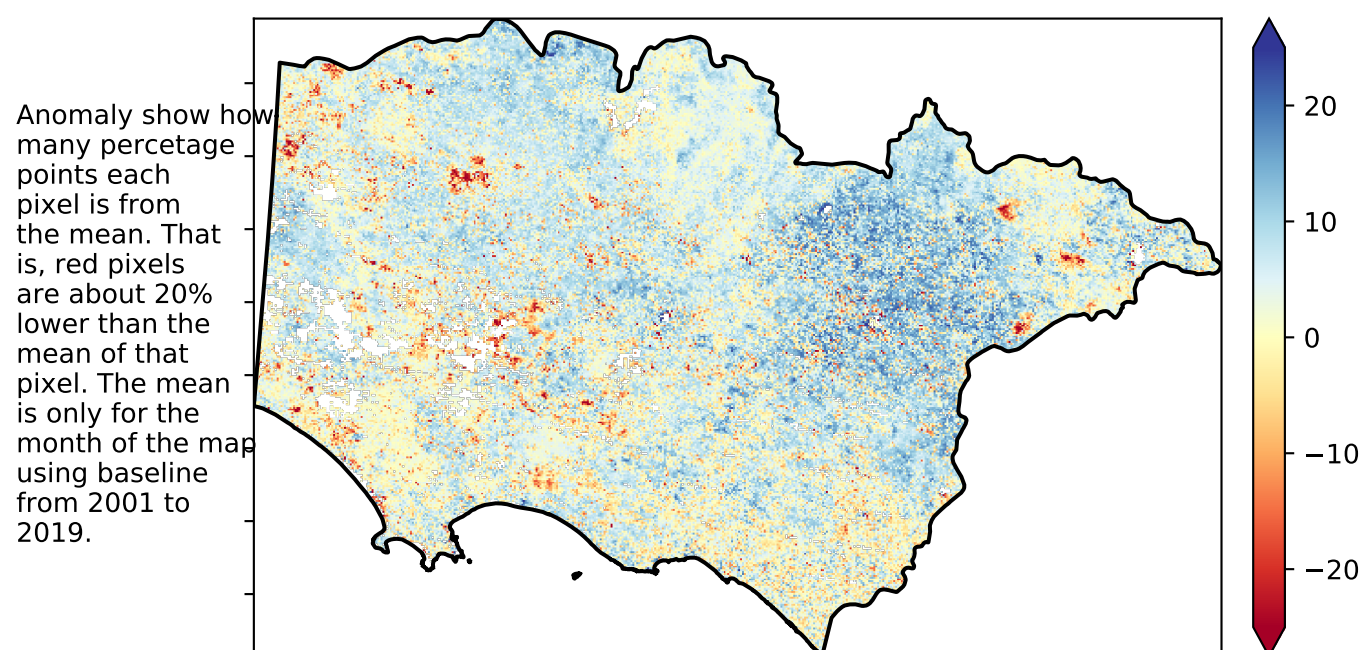 Anomaly show how
many percetage
points each
pixel is from
the mean. That
is, red pixels
are about 20%
lower than the
mean of that
pixel. The mean
is only for the
month of the map
using baseline
from 2001 to
2019.
20
10
0
−10
−20